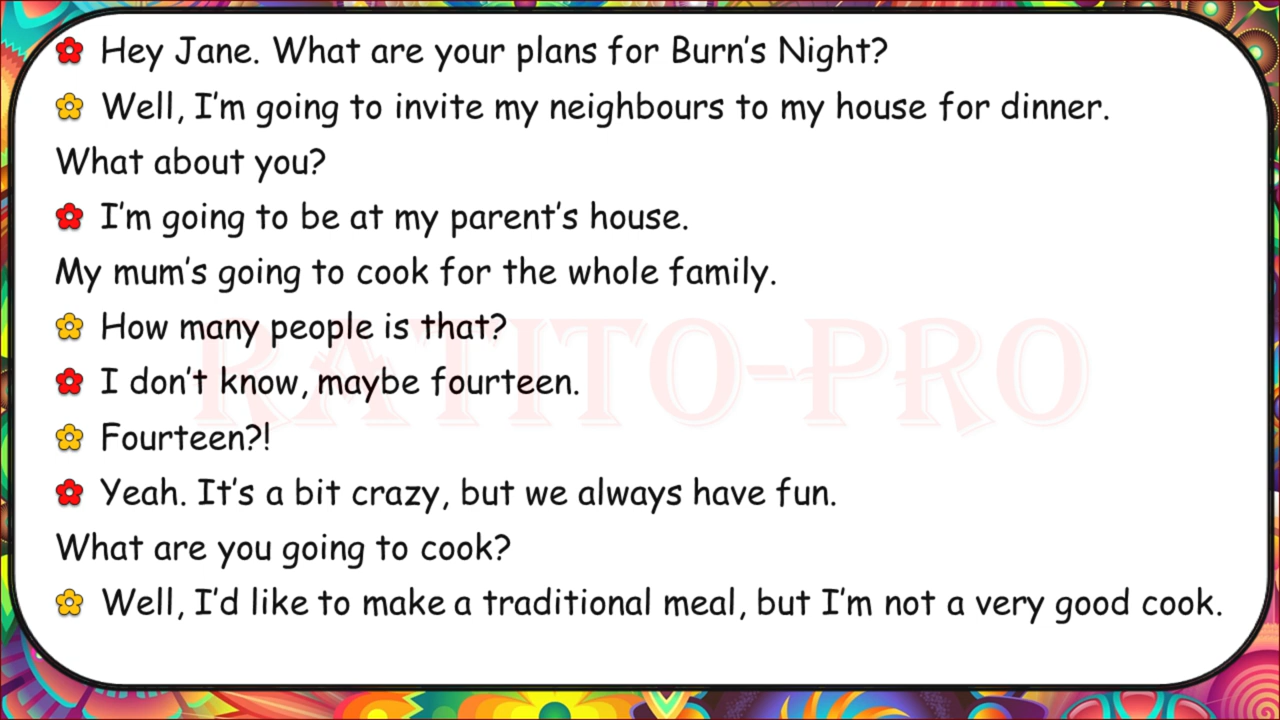 Hey Jane. What are your plans for Burn's Night?
Well, I'm going to invite my neighbours to my house for dinner.
What about you?
I'm going to be at my parent's house.
My mum's going to cook for the whole family.
How many people is that?
I don't know, maybe fourteen.
Fourteen?!
Yeah. It's a bit crazy, but we always have fun.
What are you going to cook?
Well, I'd like to make a traditional meal, but I'm not a very good cook.
RATITO-PRO